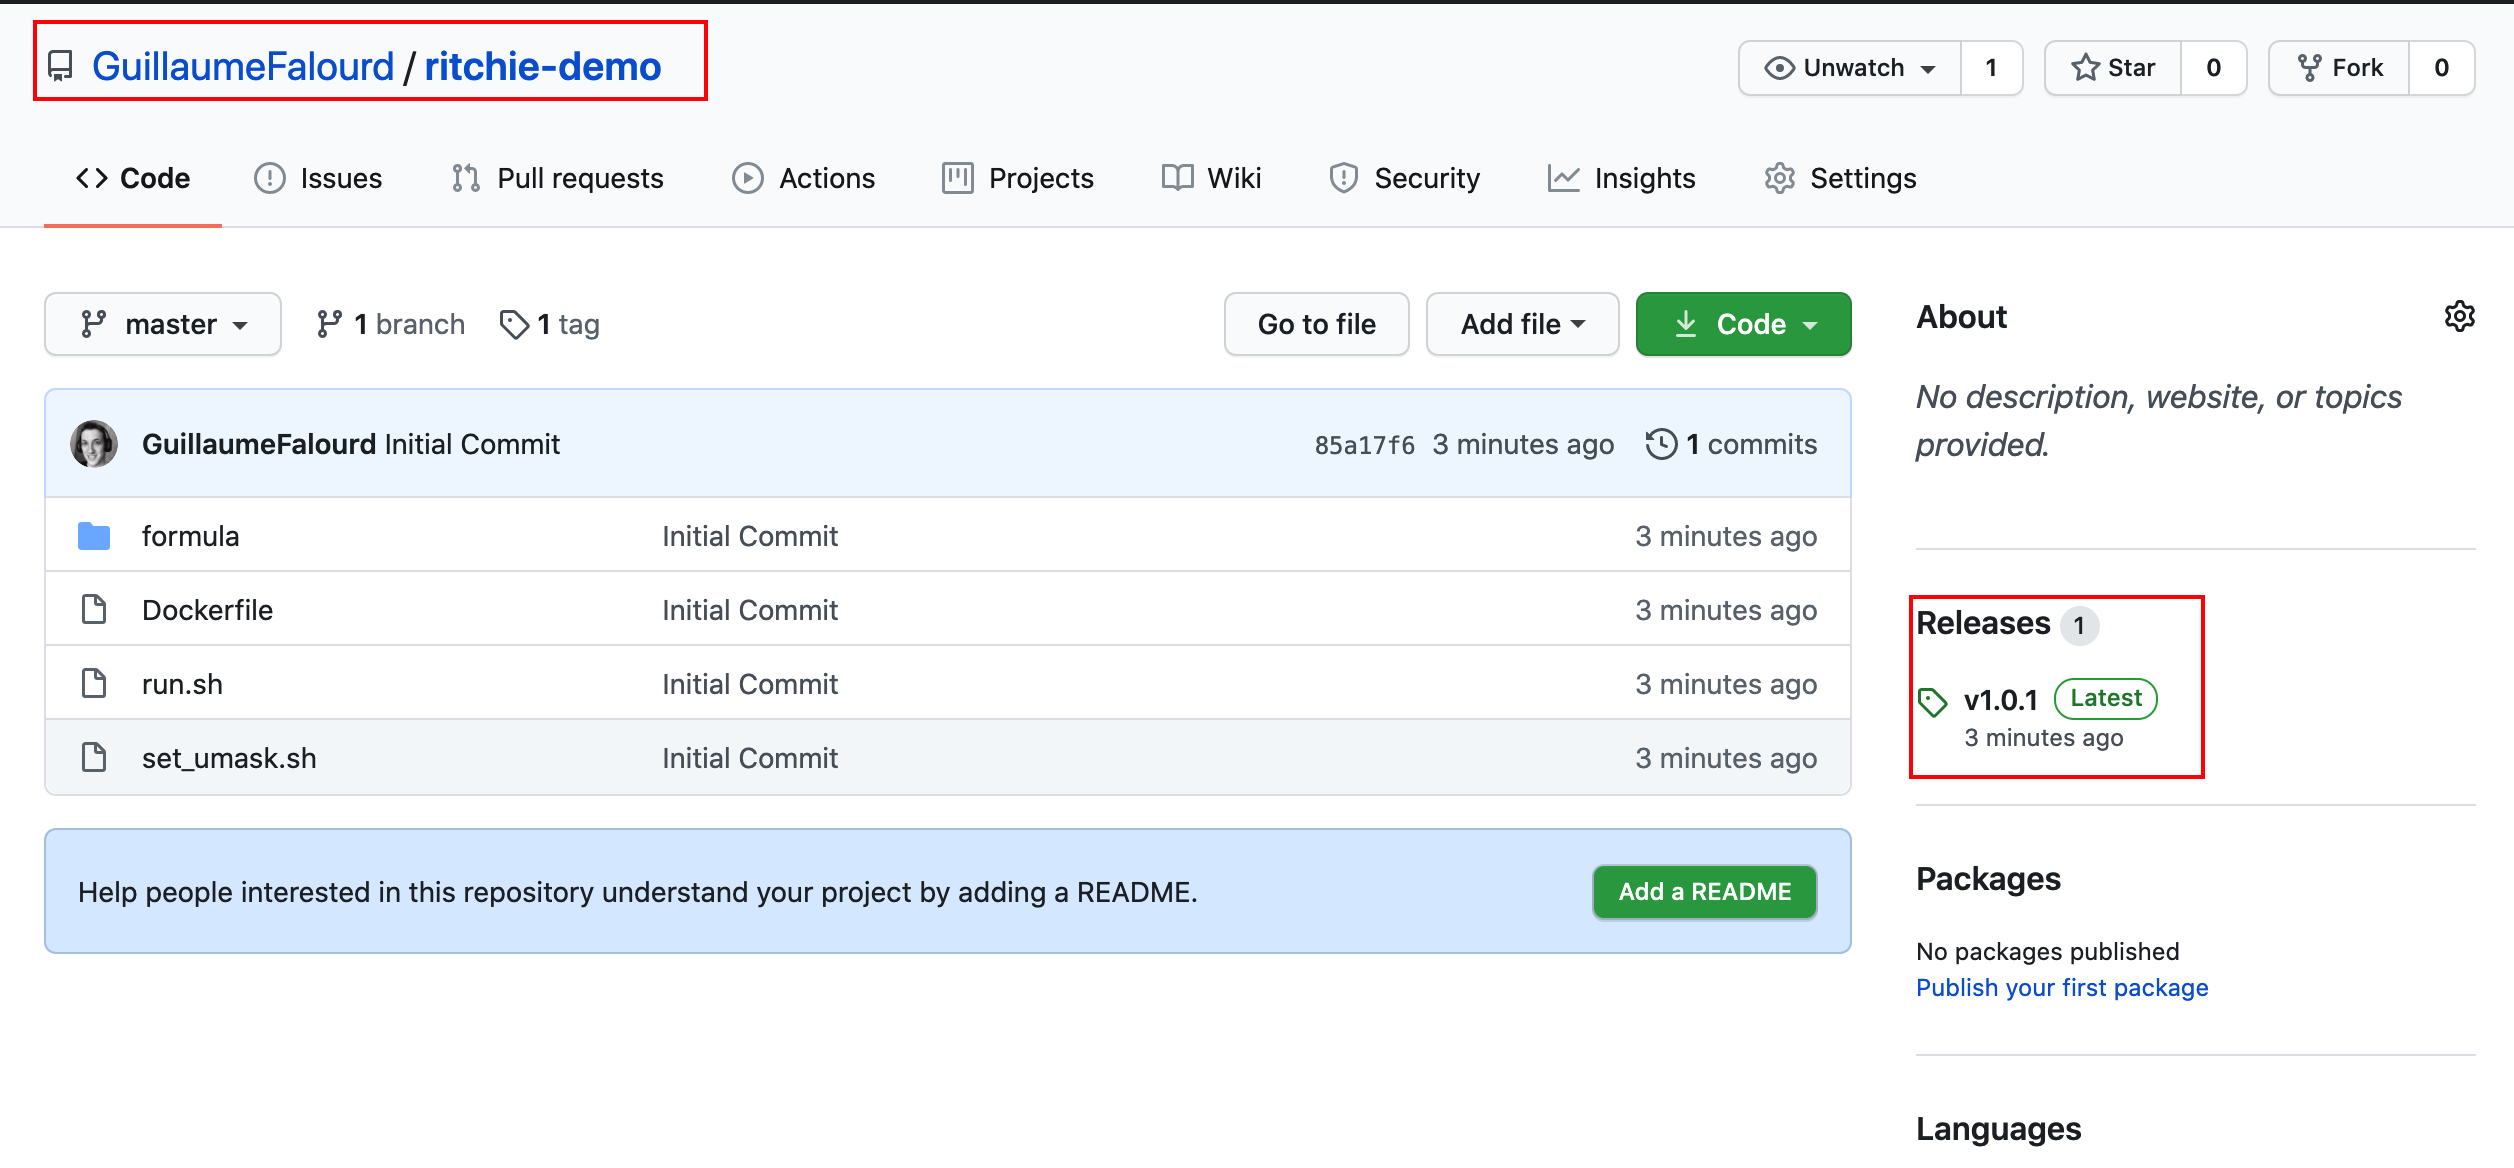 GuillaumeFalourd / ritchie-demo
Unwatch 1
Star 0
Fork 0
Code
Issues
Pull requests
Actions
Projects
Wiki
Security
Insights
Settings
master
1 branch
1 tag
Go to file
Add file
Code
GuillaumeFalourd Initial Commit 85a17f6 3 minutes ago 1 commits
formula Initial Commit 3 minutes ago
Dockerfile Initial Commit 3 minutes ago
run.sh Initial Commit 3 minutes ago
set_umask.sh Initial Commit 3 minutes ago
Help people interested in this repository understand your project by adding a README.
Add a README
About
No description, website, or topics
provided.
Releases 1
v1.0.1 Latest
3 minutes ago
Packages
No packages published
Publish your first package
Languages